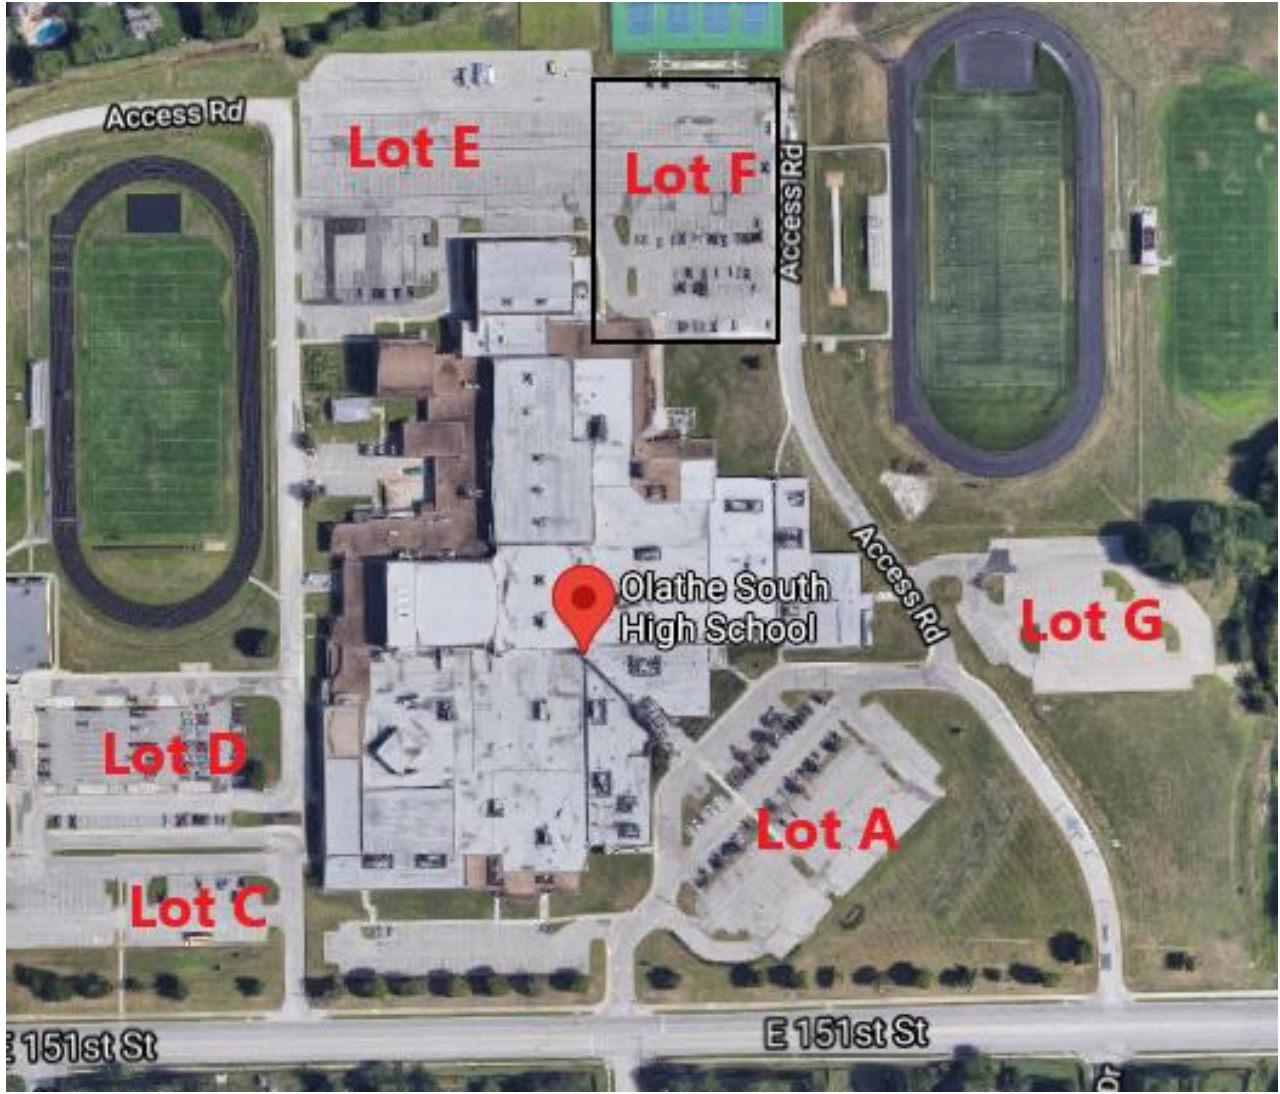 Access Rd
Lot E
Lot F
Access Rd
Olathe South
High School
Access Rd
Lot G
Lot D
Lot A
Lot C
E 151st St
E 151st St
Dr